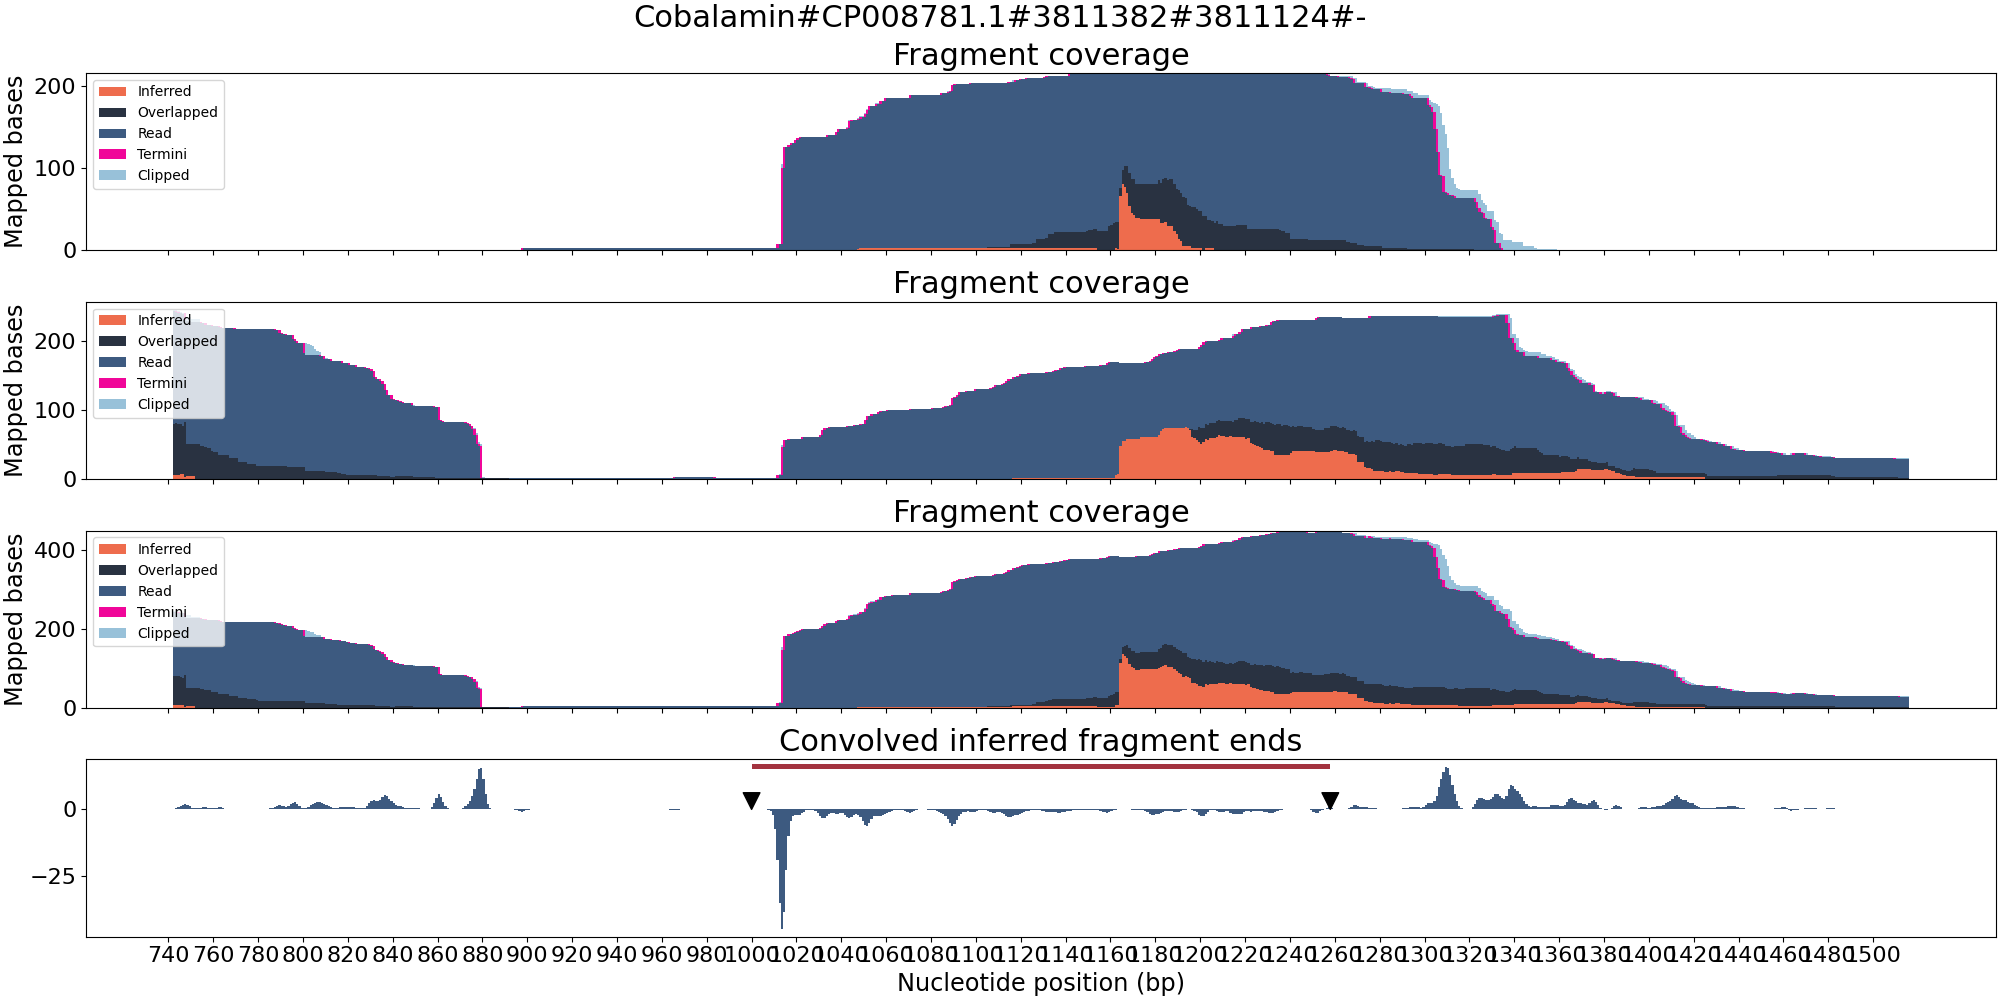 Cobalamin#CP008781.1#3811382#3811124#-
Fragment coverage
Mapped bases
200
100
0
Inferred
Overlapped
Read
Termini
Clipped
Fragment coverage
Mapped bases
200
100
0
Inferred
Overlapped
Read
Termini
Clipped
Fragment coverage
Mapped bases
400
200
0
Inferred
Overlapped
Read
Termini
Clipped
Convolved inferred fragment ends
0
−25
740 760 780 800 820 840 860 880 900 920 940 960 980 1000 1020 1040 1060 1080 1100 1120 1140 1160 1180 1200 1220 1240 1260 1280 1300 1320 1340 1360 1380 1400 1420 1440 1460 1480 1500
Nucleotide position (bp)